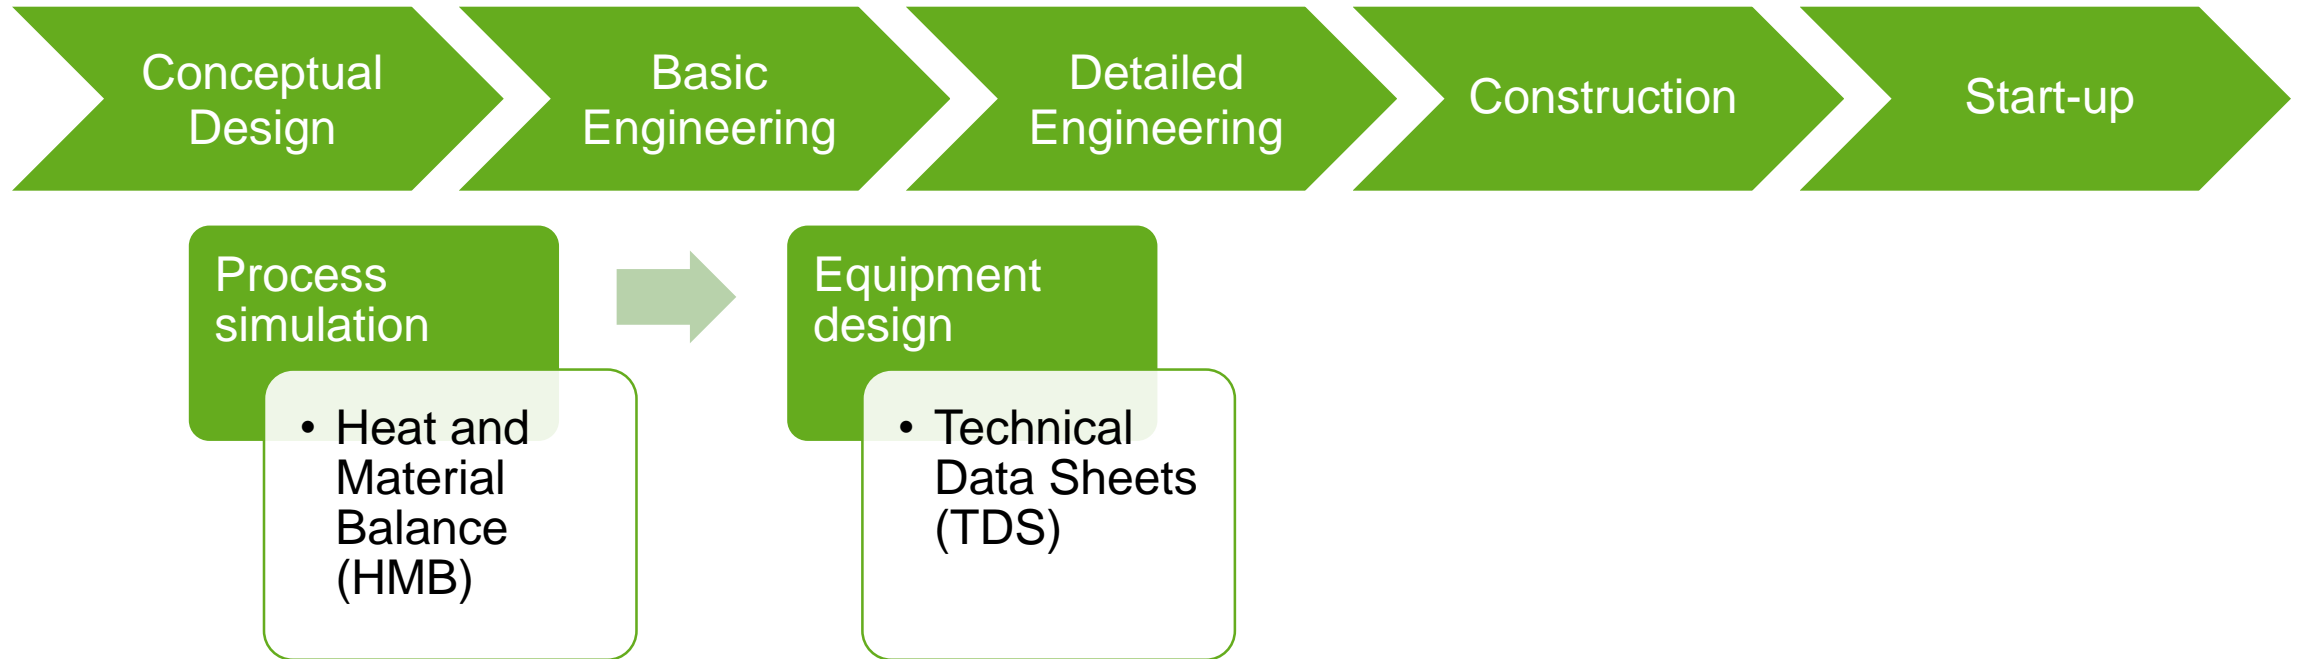 Conceptual
Design
Basic
Engineering
Detailed
Engineering
Construction
Start-up
Process
simulation
• Heat and
Material
Balance
(HMB)
Equipment
design
• Technical
Data Sheets
(TDS)